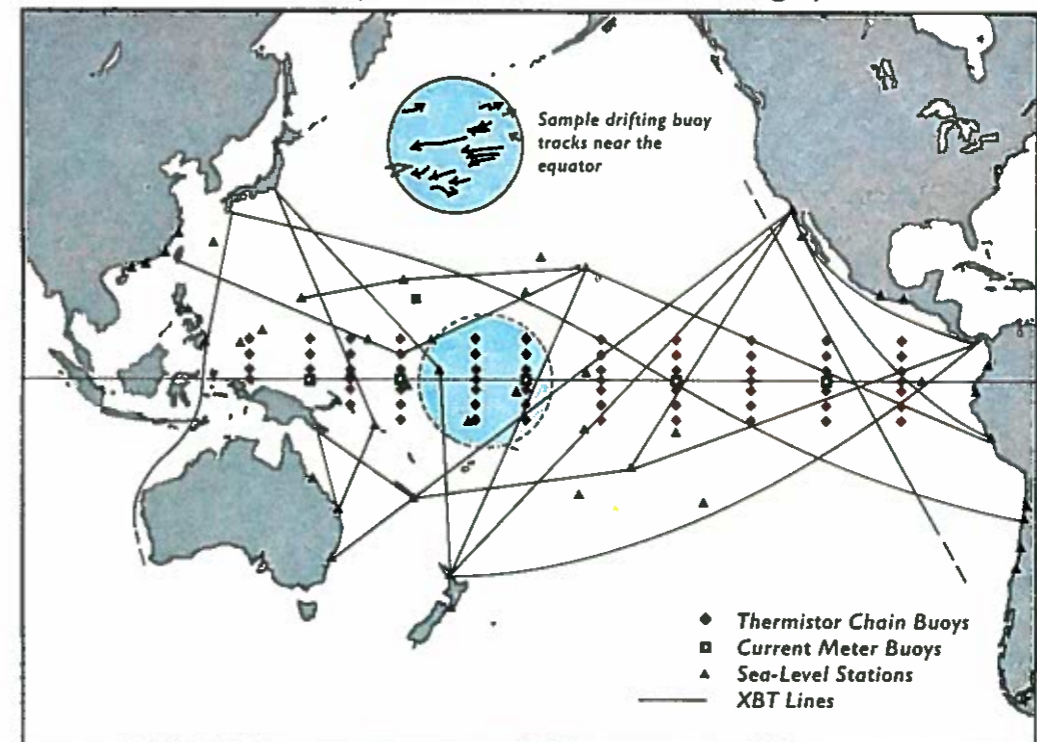 Sample drifting buoy
tracks near the
equator
Thermistor Chain Buoys
Current Meter Buoys
Sea-Level Stations
XBT Lines